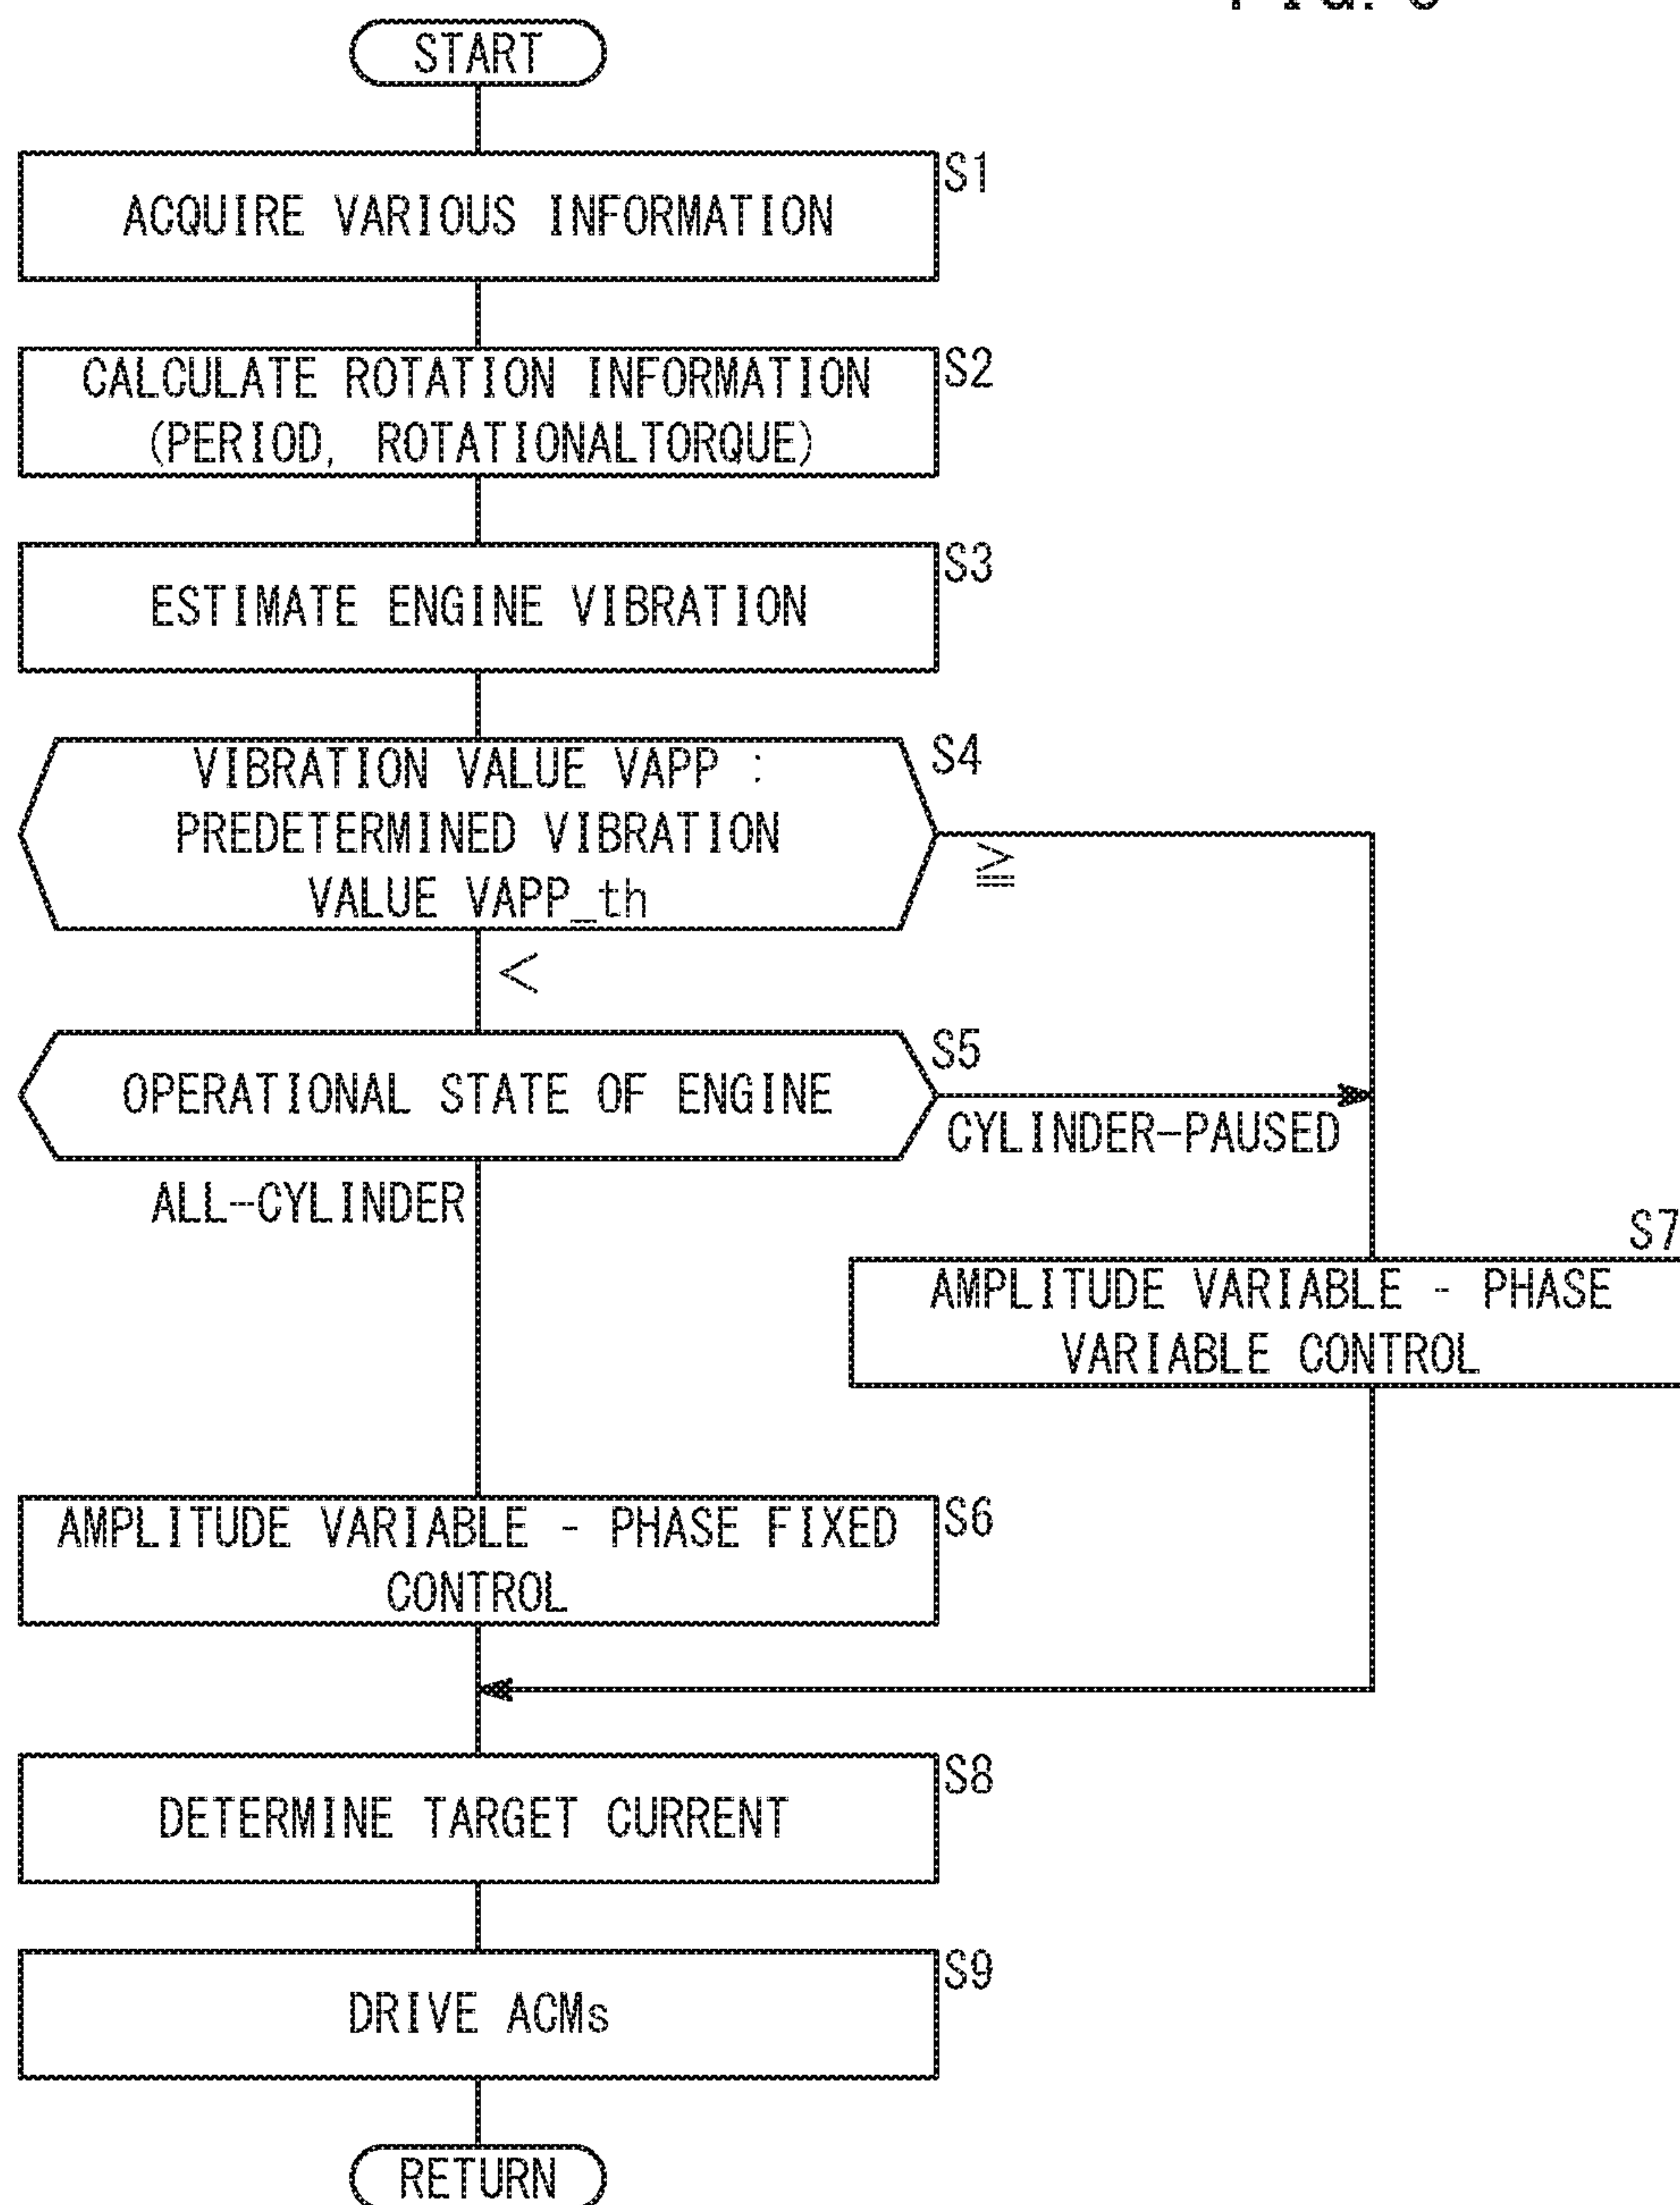 START
S1
ACQUIRE VARIOUS INFORMATION
S2
CALCULATE ROTATION INFORMATION
(PERIOD, ROTATIONALTORQUE)
S3
ESTIMATE ENGINE VIBRATION
S4
VIBRATION VALUE VAPP :
PREDETERMINED VIBRATION
VALUE VAPP_th
≧
<
S5
OPERATIONAL STATE OF ENGINE
CYLINDER-PAUSED
ALL-CYLINDER
S7
AMPLITUDE VARIABLE - PHASE
VARIABLE CONTROL
S6
AMPLITUDE VARIABLE - PHASE FIXED
CONTROL
S8
DETERMINE TARGET CURRENT
S9
DRIVE ACMs
RETURN